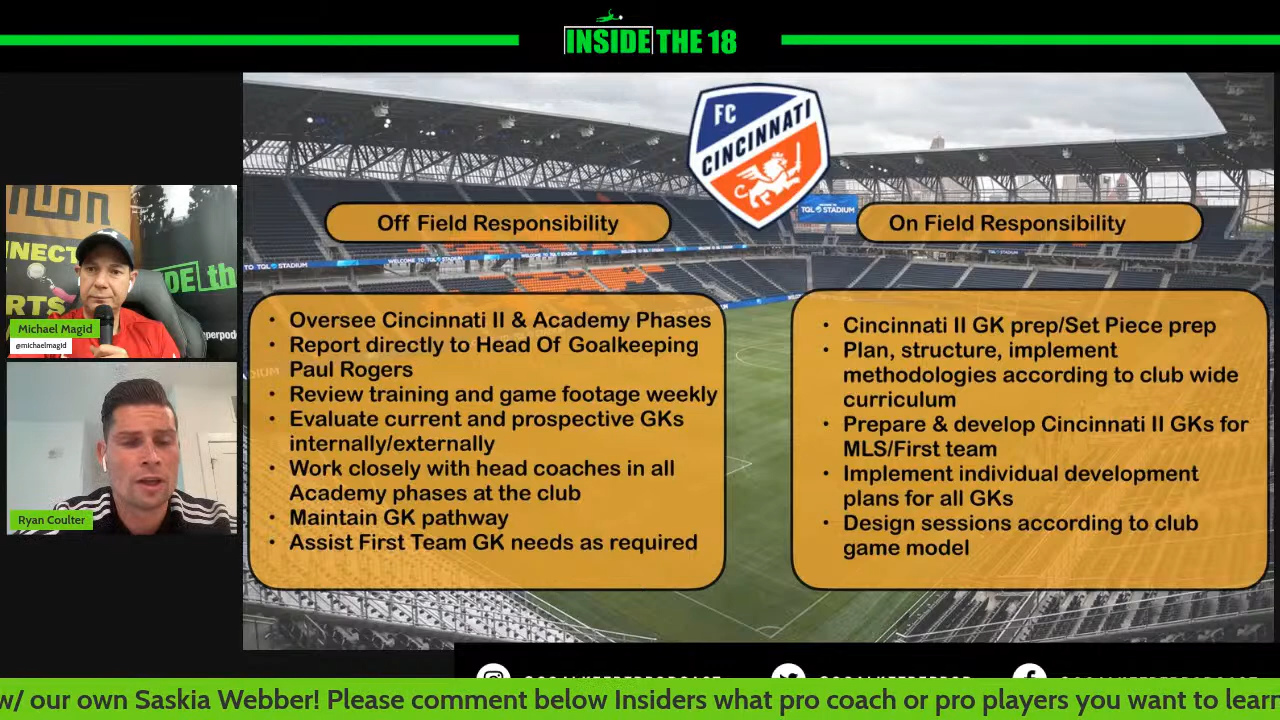 INSIDE THE 18
FC
CINCINNATI
Off Field Responsibility
On Field Responsibility
TQL STADIUM
• Oversee Cincinnati II & Academy Phases
• Report directly to Head Of Goalkeeping
Paul Rogers
• Review training and game footage weekly
• Evaluate current and prospective GKs
internally/externally
• Work closely with head coaches in all
Academy phases at the club
• Maintain GK pathway
• Assist First Team GK needs as required
• Cincinnati II GK prep/Set Piece prep
• Plan, structure, implement
methodologies according to club wide
curriculum
• Prepare & develop Cincinnati II GKs for
MLS/First team
• Implement individual development
plans for all GKs
• Design sessions according to club
game model
Michael Magid
@michaelmagid
Ryan Coulter
w/ our own Saskia Webber! Please comment below Insiders what pro coach or pro players you want to learn